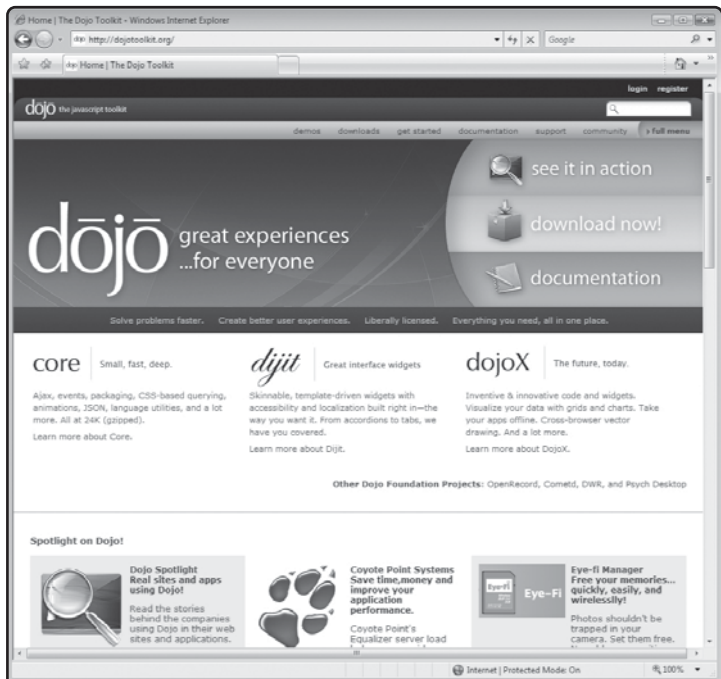 Home | The Dojo Toolkit - Windows Internet Explorer
dojo http://dojotoolkit.org/
Google
dojo Home | The Dojo Toolkit
login register
dōjō the javascript toolkit
demos downloads get started documentation support community › full menu
see it in action
download now!
documentation
dōjō
great experiences
...for everyone
Solve problems faster. Create better user experiences. Liberally licensed. Everything you need, all in one place.
core
Small, fast, deep.
Ajax, events, packaging, CSS-based querying,
animations, JSON, language utilities, and a lot
more. All at 24K (gzipped).
Learn more about Core.
dijit
Great interface widgets
Skinnable, template-driven widgets with
accessibility and localization built right in—the
way you want it. From accordions to tabs, we
have you covered.
Learn more about Dijit.
dojoX
The future, today.
Inventive & innovative code and widgets.
Visualize your data with grids and charts. Take
your apps offline. Cross-browser vector
drawing. And a lot more.
Learn more about DojoX.
Other Dojo Foundation Projects: OpenRecord, Cometd, DWR, and Psych Desktop
Spotlight on Dojo!
Dojo Spotlight
Real sites and apps
using Dojo!
Read the stories
behind the companies
using Dojo in their web
sites and applications.
Coyote Point Systems
Save time,money and
improve your
application
performance.
Coyote Point's
Equalizer server load
Eye-Fi
Eye-Fi
Eye-fi Manager
Free your memories...
quickly, easily, and
wirelesslly!
Photos shouldn't be
trapped in your
camera. Set them free.
Internet | Protected Mode: On
100%